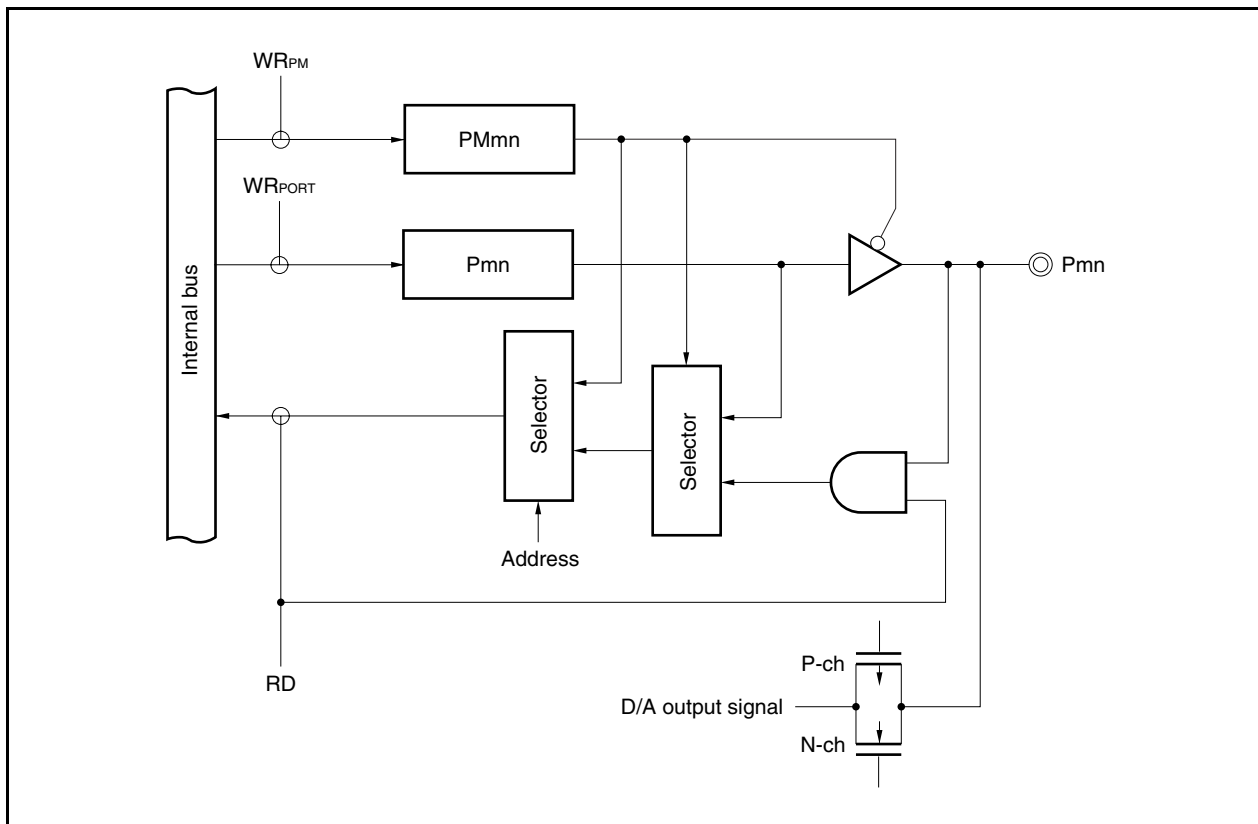 WRPM
PMmn
WRPORT
Pmn
Pmn
Internal bus
Selector
Selector
Address
RD
P-ch
D/A output signal
N-ch